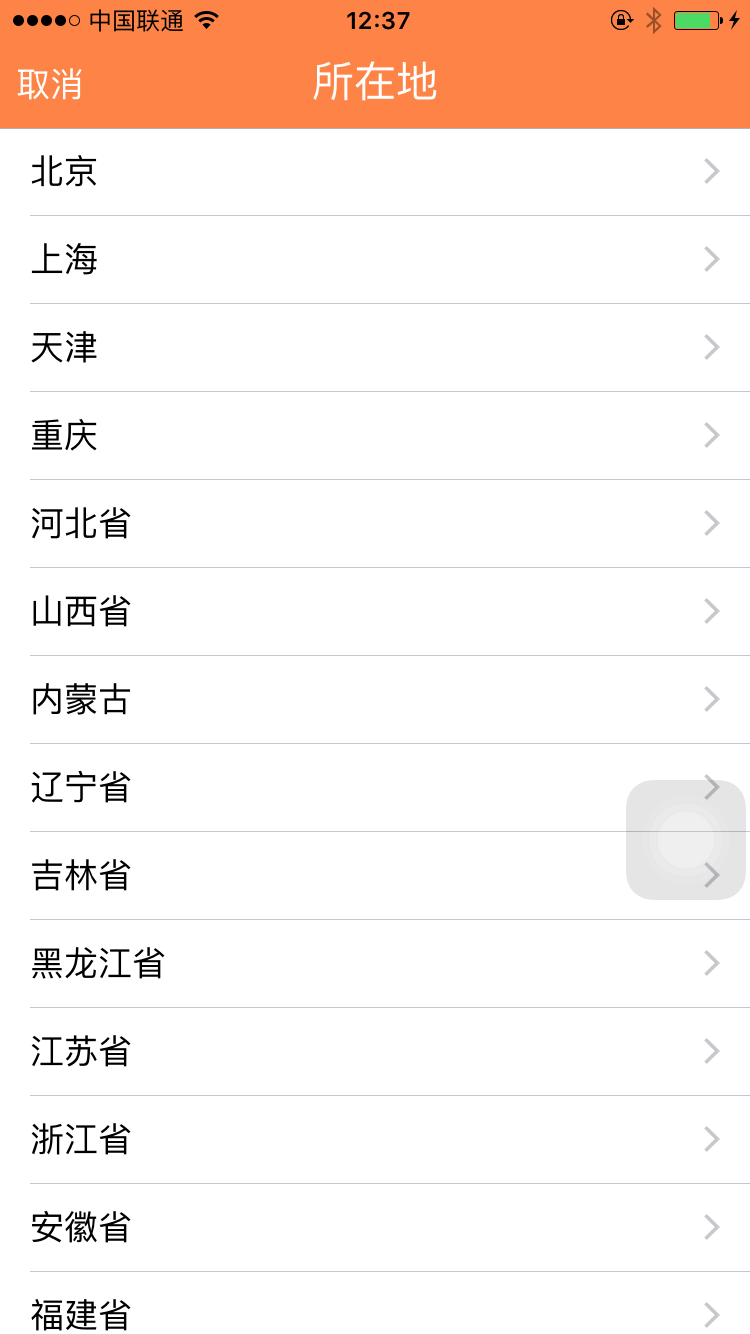 中国联通 12:37
取消 所在地
北京
上海
天津
重庆
河北省
山西省
内蒙古
辽宁省
吉林省
黑龙江省
江苏省
浙江省
安徽省
福建省